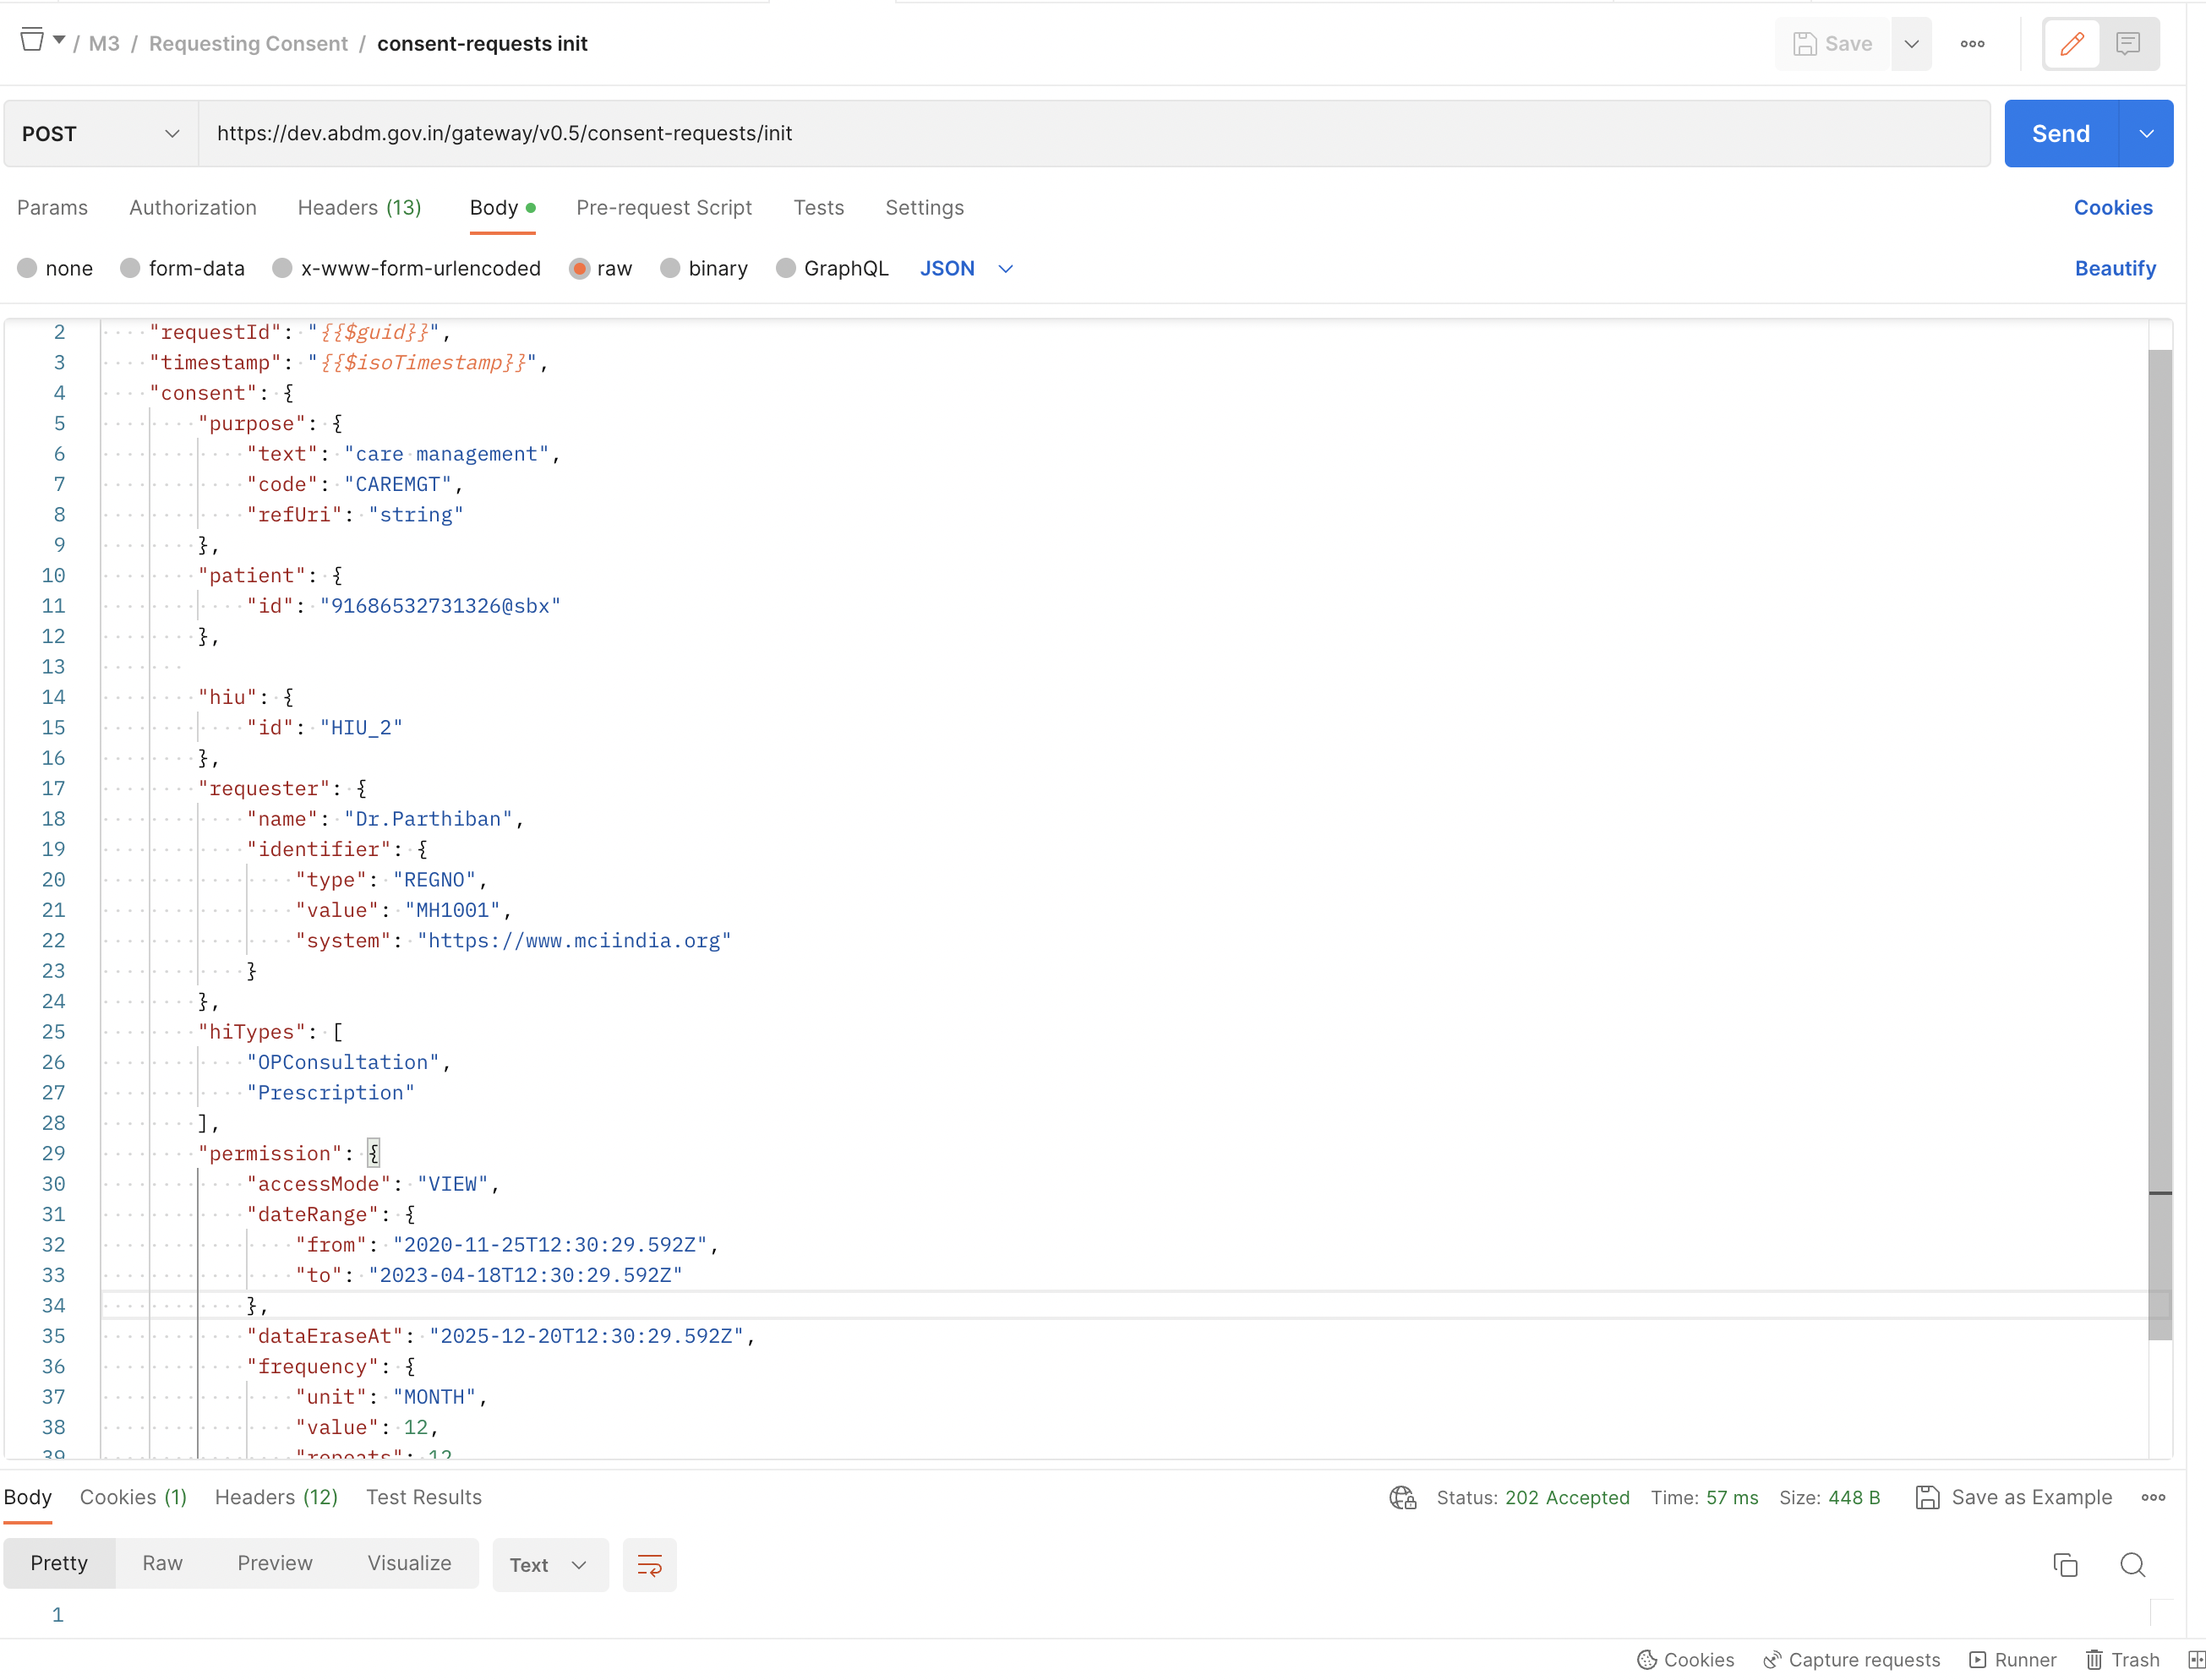 / M3 / Requesting Consent / consent-requests init
Save
POST
https://dev.abdm.gov.in/gateway/v0.5/consent-requests/init
Send
Params Authorization Headers (13) Body Pre-request Script Tests Settings Cookies
none form-data x-www-form-urlencoded raw binary GraphQL JSON Beautify
2 "requestId": "{{$guid}}",
3 "timestamp": "{{$isoTimestamp}}",
4 "consent": {
5 "purpose": {
6 "text": "care management",
7 "code": "CAREMGT",
8 "refUri": "string"
9 },
10 "patient": {
11 "id": "91686532731326@sbx"
12 },
13
14 "hiu": {
15 "id": "HIU_2"
16 },
17 "requester": {
18 "name": "Dr.Parthiban",
19 "identifier": {
20 "type": "REGNO",
21 "value": "MH1001",
22 "system": "https://www.mciindia.org"
23 }
24 },
25 "hiTypes": [
26 "OPConsultation",
27 "Prescription"
28 ],
29 "permission": {
30 "accessMode": "VIEW",
31 "dateRange": {
32 "from": "2020-11-25T12:30:29.592Z",
33 "to": "2023-04-18T12:30:29.592Z"
34 },
35 "dataEraseAt": "2025-12-20T12:30:29.592Z",
36 "frequency": {
37 "unit": "MONTH",
38 "value": 12,
39 "repeats": 12
Body Cookies (1) Headers (12) Test Results Status: 202 Accepted Time: 57 ms Size: 448 B Save as Example
Pretty Raw Preview Visualize Text
1
Cookies Capture requests Runner Trash